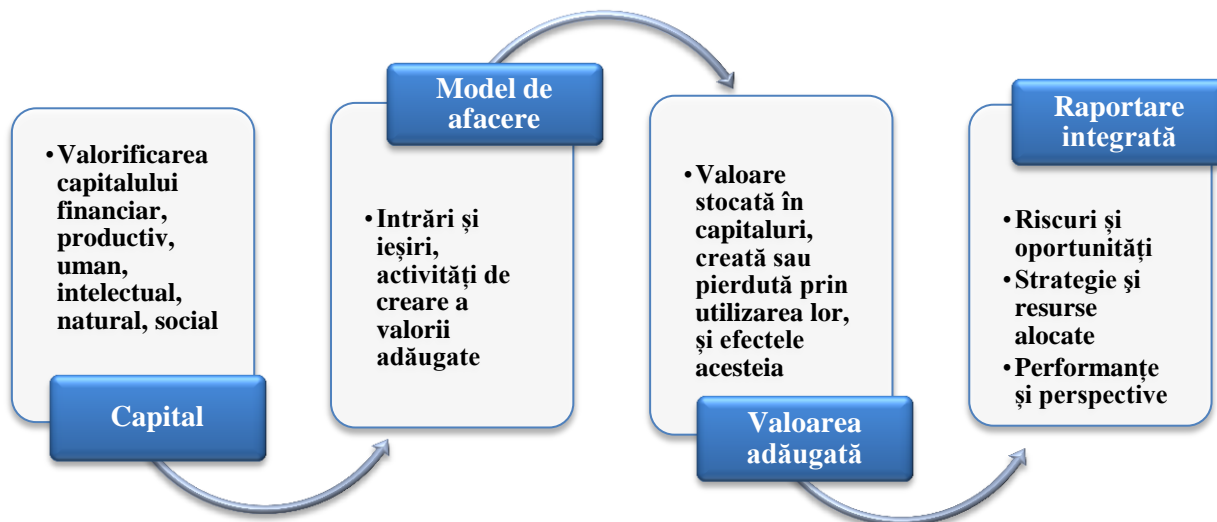 •Valorificarea
capitalului
financiar,
productiv,
uman,
intelectual,
natural, social
Capital
Model de
afacere
•Intrări și
ieșiri,
activități de
creare a
valorii
adăugate
•Valoare
stocată în
capitaluri,
creată sau
pierdută prin
utilizarea lor,
și efectele
acesteia
Valoarea
adăugată
Raportare
integrată
•Riscuri și
oportunități
•Strategie şi
resurse
alocate
•Performanțe
și perspective